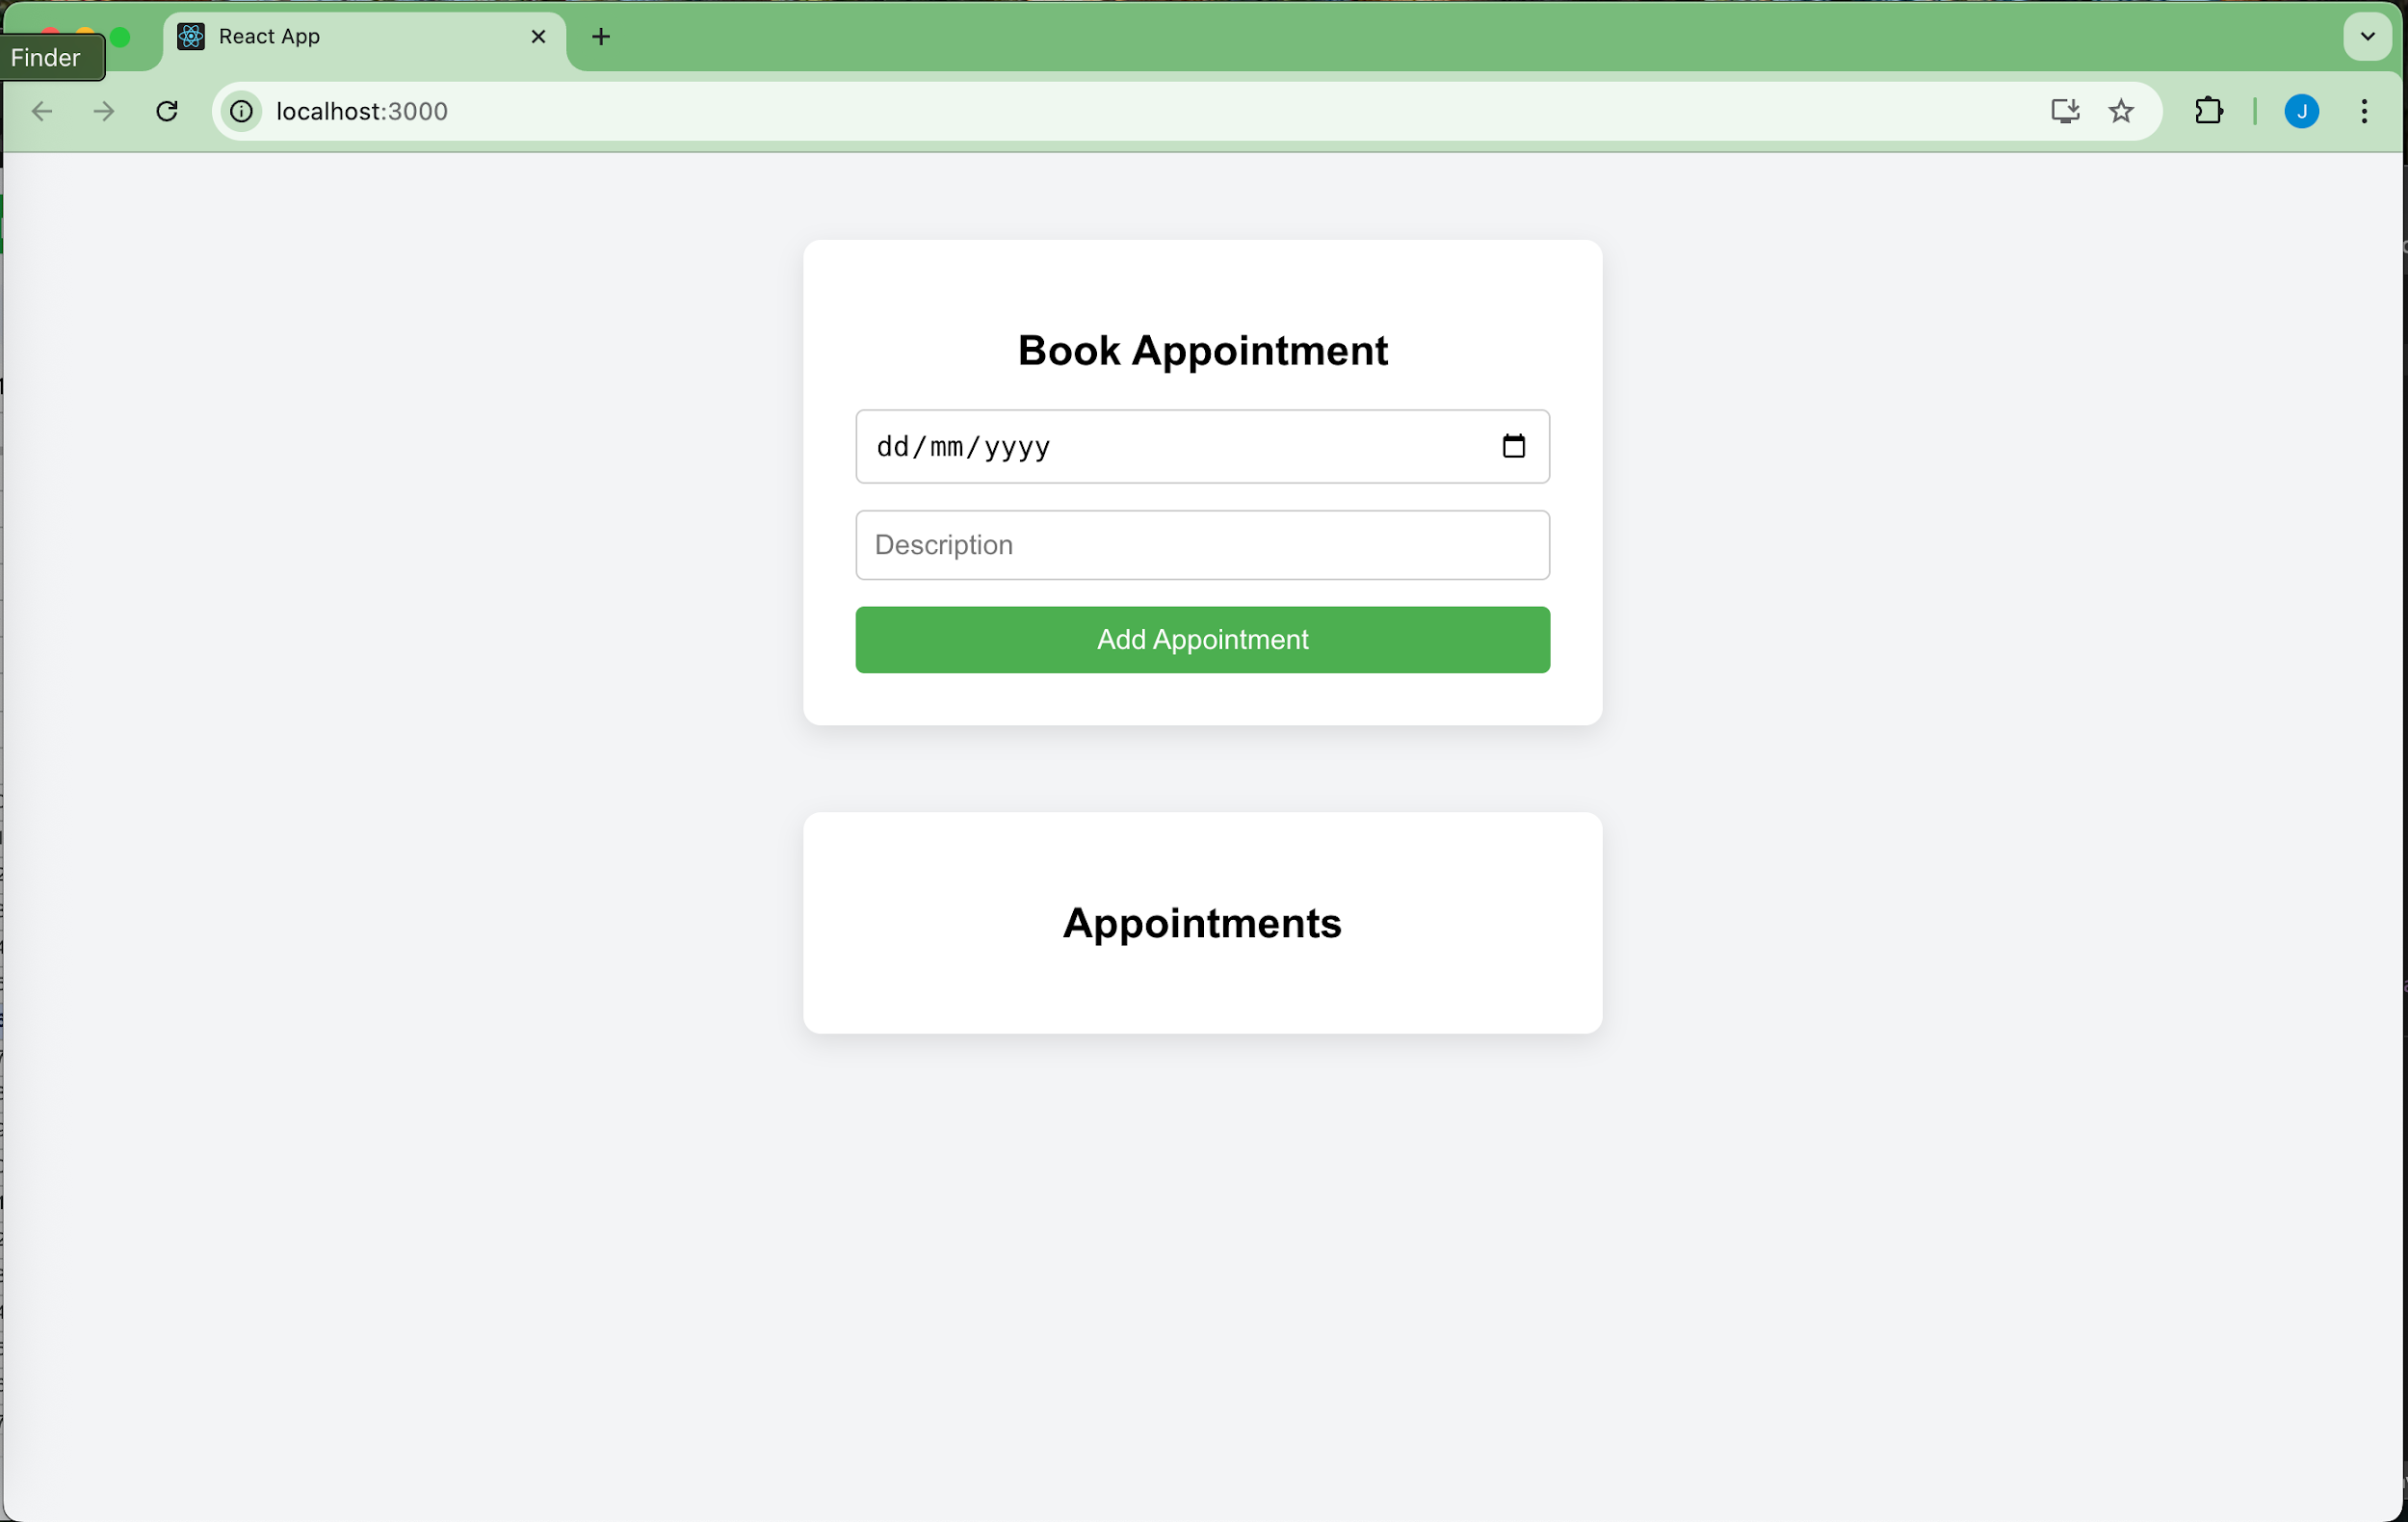 React App
Finder
localhost:3000
J
Book Appointment
dd/mm/yyyy
Description
Add Appointment
Appointments